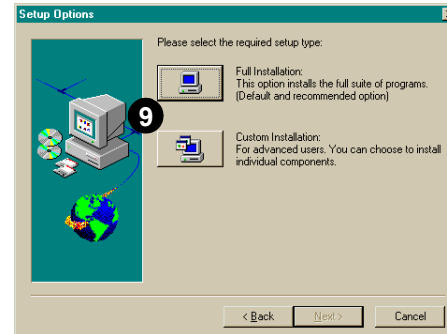 Setup Options
Please select the required setup type:
Full Installation:
This option installs the full suite of programs.
(Default and recommended option)
9
Custom Installation:
For advanced users. You can choose to install
individual components.
< Back Next > Cancel